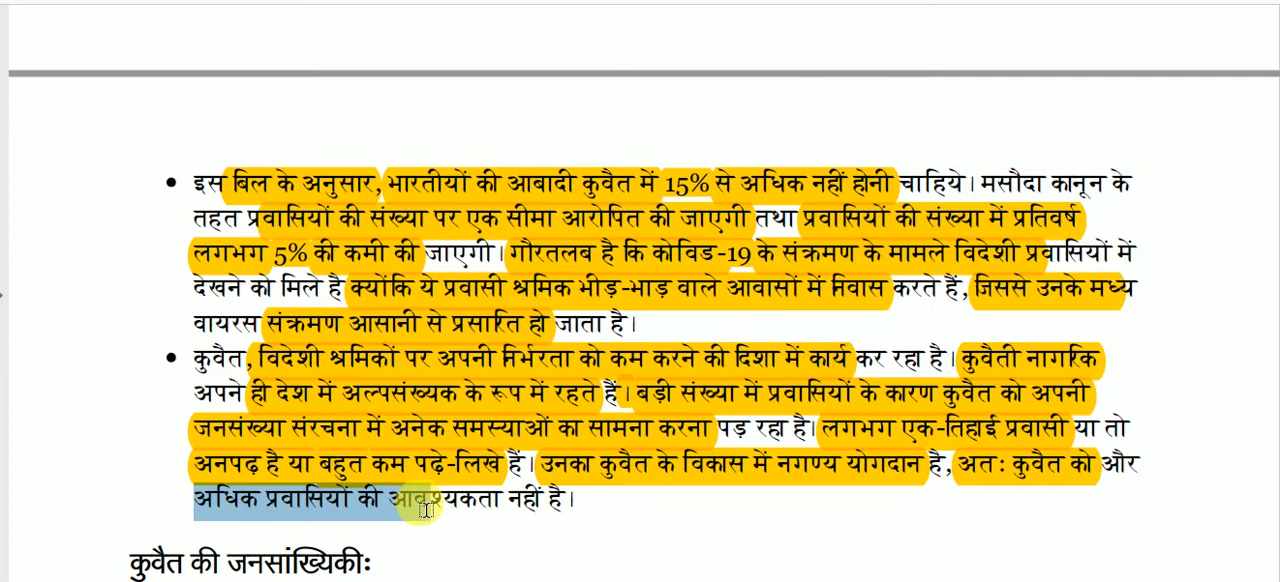 • इस बिल के अनुसार, भारतीयों की आबादी कुवैत में 15% से अधिक नहीं होनी चाहिये। मसौदा कानून के
तहत प्रवासियों की संख्या पर एक सीमा आरोपित की जाएगी तथा प्रवासियों की संख्या में प्रतिवर्ष
लगभग 5% की कमी की जाएगी। गौरतलब है कि कोविड-19 के संक्रमण के मामले विदेशी प्रवासियों में
देखने को मिले है क्योंकि ये प्रवासी श्रमिक भीड़-भाड़ वाले आवासों में निवास करते हैं, जिससे उनके मध्य
वायरस संक्रमण आसानी से प्रसारित हो जाता है।
• कुवैत, विदेशी श्रमिकों पर अपनी निर्भरता को कम करने की दिशा में कार्य कर रहा है। कुवैती नागरिक
अपने ही देश में अल्पसंख्यक के रूप में रहते हैं। बड़ी संख्या में प्रवासियों के कारण कुवैत को अपनी
जनसंख्या संरचना में अनेक समस्याओं का सामना करना पड़ रहा है। लगभग एक-तिहाई प्रवासी या तो
अनपढ़ है या बहुत कम पढ़े-लिखे हैं। उनका कुवैत के विकास में नगण्य योगदान है, अतः कुवैत को और
अधिक प्रवासियों की आवश्यकता नहीं है।
कुवैत की जनसांख्यिकी: